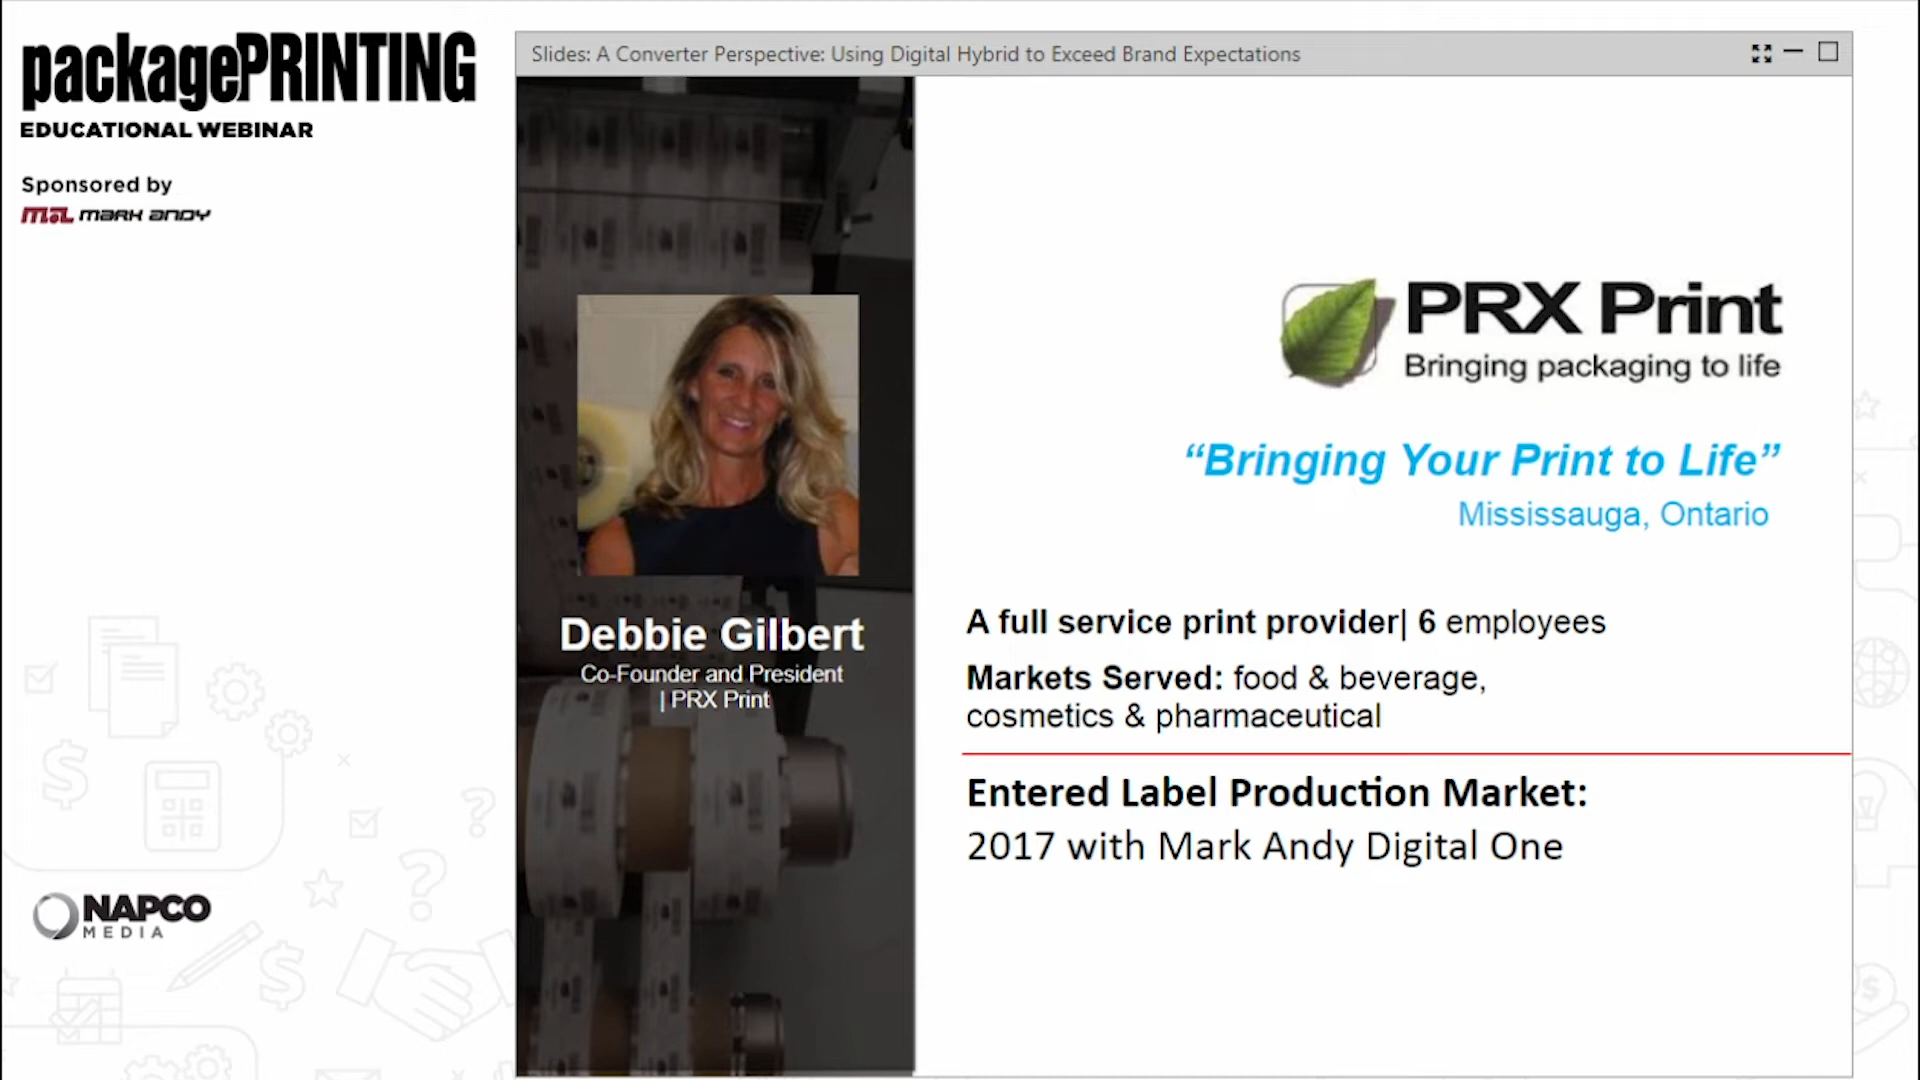 packagePRINTING
EDUCATIONAL WEBINAR
Sponsored by
MAI MARK ANDY
NAPCO
MEDIA
Slides: A Converter Perspective: Using Digital Hybrid to Exceed Brand Expectations
Debbie Gilbert
Co-Founder and President
| PRX Print
PRX Print
Bringing packaging to life
“Bringing Your Print to Life”
Mississauga, Ontario
A full service print provider| 6 employees
Markets Served: food & beverage,
cosmetics & pharmaceutical
Entered Label Production Market:
2017 with Mark Andy Digital One